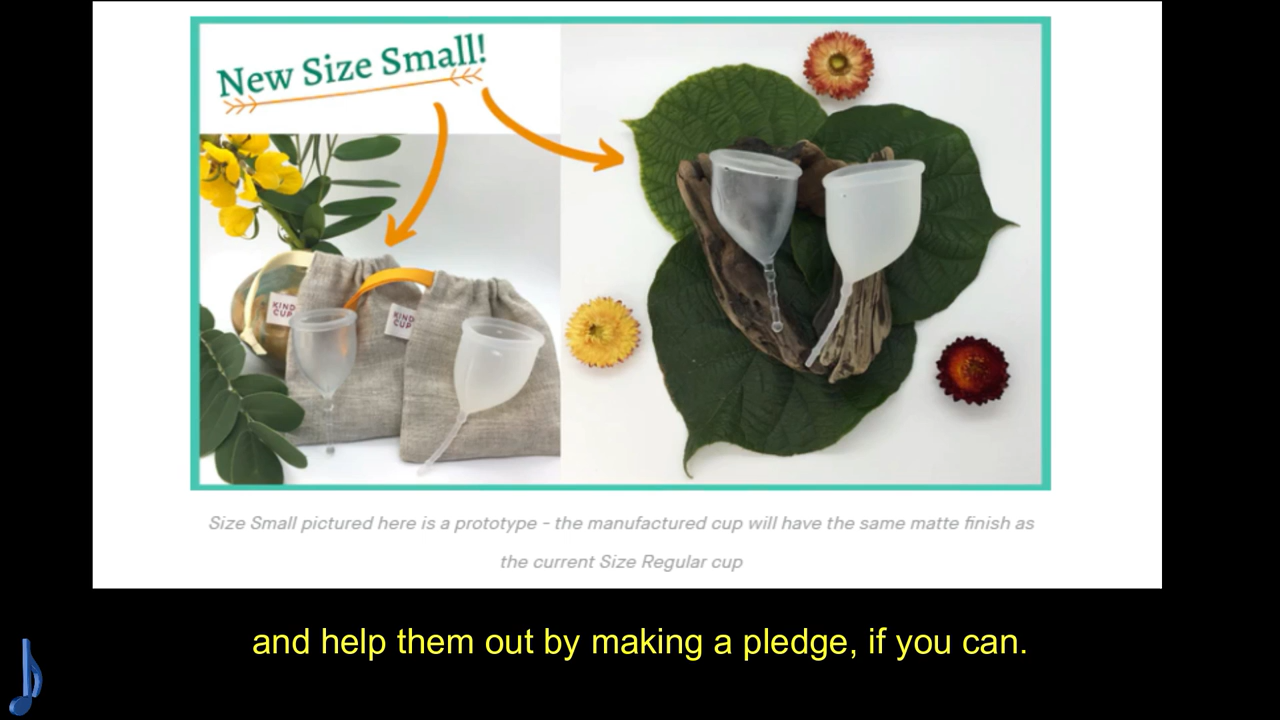 New Size Small!
KIND
CUP
KIND
CUP
Size Small pictured here is a prototype - the manufactured cup will have the same matte finish as
the current Size Regular cup
and help them out by making a pledge, if you can.